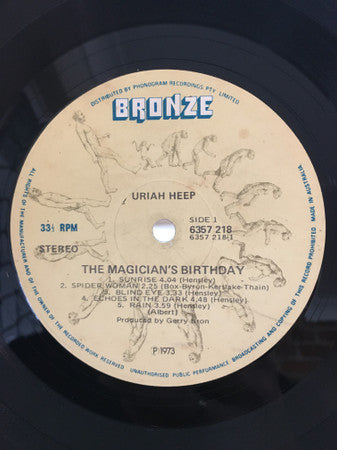 DISTRIBUTED BY PHONOGRAM RECORDINGS PTY. LIMITED
BRONZE
URIAH HEEP
33⅓ RPM
STEREO
SIDE 1
6357 218
6357 218.1
THE MAGICIAN'S BIRTHDAY
1. SUNRISE 4.04 (Hensley)
2. SPIDER WOMAN 2.25 (Box-Byron-Kerslake-Thain)
3. BLIND EYE 3.33 (Hensley)
4. ECHOES IN THE DARK 4.48 (Hensley)
5. RAIN 3.59 (Hensley)
(Albert)
Produced by Gerry Bron
P 1973
ALL RIGHTS OF THE MANUFACTURER AND OF THE OWNER OF THE RECORDED WORK RESERVED UNAUTHORISED PUBLIC PERFORMANCE BROADCASTING AND COPYING OF THIS RECORD PROHIBITED
MADE IN AUSTRALIA